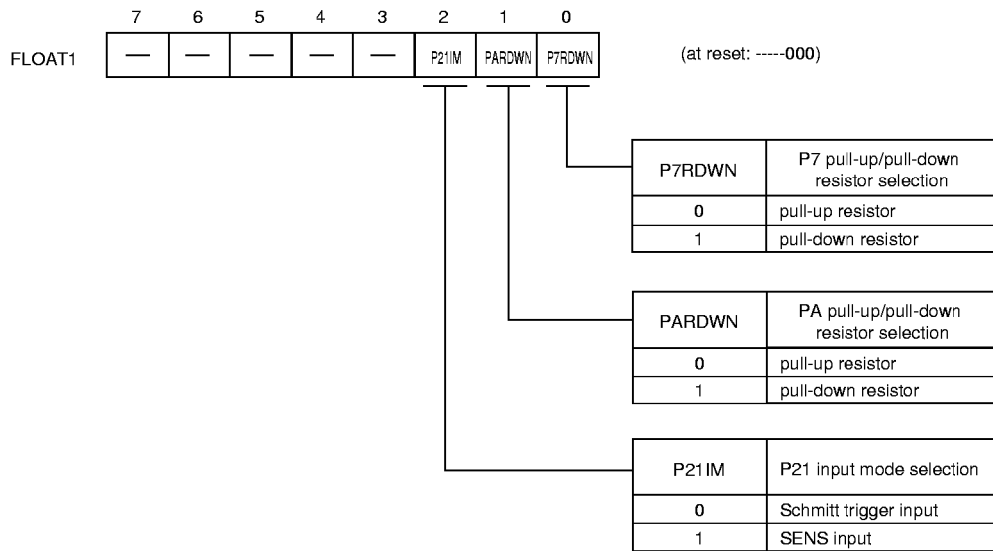 7 6 5 4 3 2 1 0
FLOAT1 — — — — — P21IM PARDWN P7RDWN (at reset: -----000)
P7RDWN P7 pull-up/pull-down
resistor selection
0 pull-up resistor
1 pull-down resistor
PARDWN PA pull-up/pull-down
resistor selection
0 pull-up resistor
1 pull-down resistor
P21IM P21 input mode selection
0 Schmitt trigger input
1 SENS input